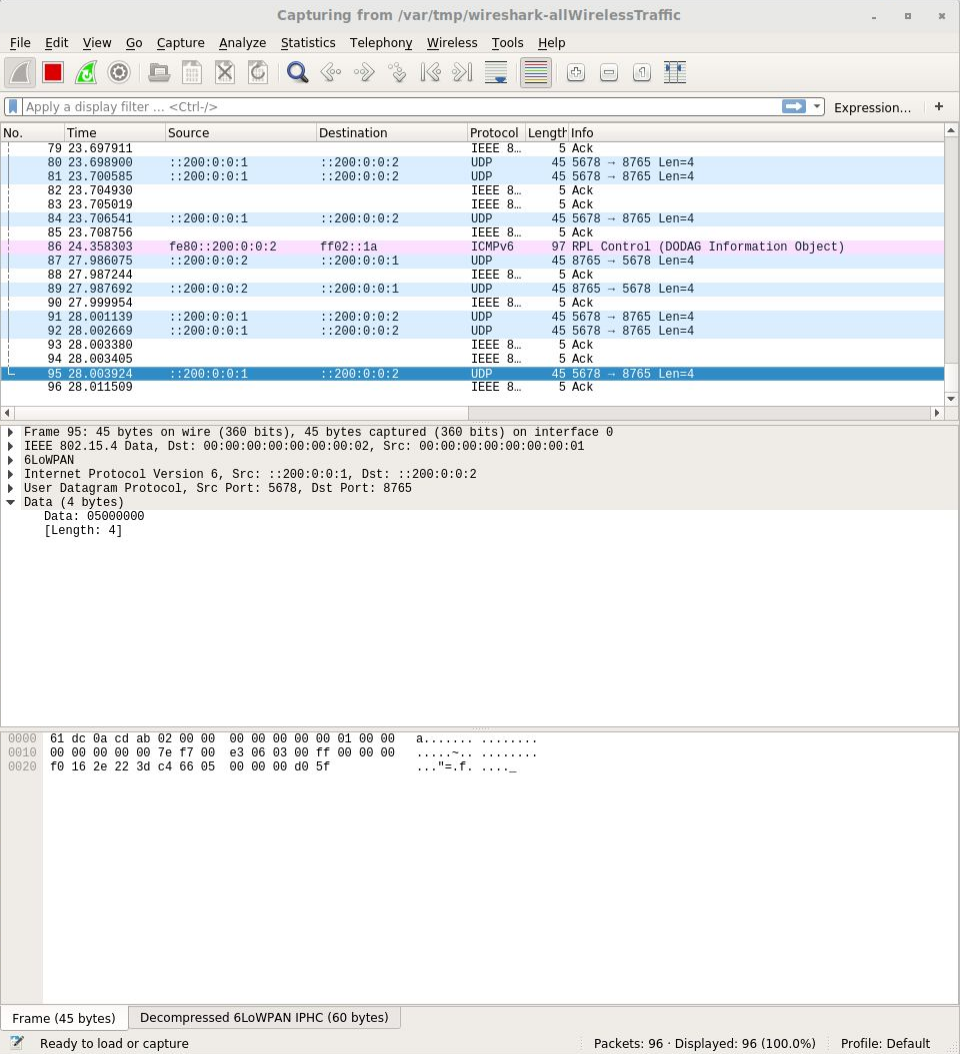 Capturing from /var/tmp/wireshark-allWirelessTraffic
File Edit View Go Capture Analyze Statistics Telephony Wireless Tools Help
Apply a display filter ... <Ctrl-/> Expression... +
No. Time Source Destination Protocol Length Info
79 23.697911 IEEE 8... 5 Ack
80 23.698900 ::200:0:0:1 ::200:0:0:2 UDP 45 5678 → 8765 Len=4
81 23.700585 ::200:0:0:1 ::200:0:0:2 UDP 45 5678 → 8765 Len=4
82 23.704930 IEEE 8... 5 Ack
83 23.705019 IEEE 8... 5 Ack
84 23.706541 ::200:0:0:1 ::200:0:0:2 UDP 45 5678 → 8765 Len=4
85 23.708756 IEEE 8... 5 Ack
86 24.358303 fe80::200:0:0:2 ff02::1a ICMPv6 97 RPL Control (DODAG Information Object)
87 27.986075 ::200:0:0:2 ::200:0:0:1 UDP 45 8765 → 5678 Len=4
88 27.987244 IEEE 8... 5 Ack
89 27.987692 ::200:0:0:2 ::200:0:0:1 UDP 45 8765 → 5678 Len=4
90 27.999954 IEEE 8... 5 Ack
91 28.001139 ::200:0:0:1 ::200:0:0:2 UDP 45 5678 → 8765 Len=4
92 28.002669 ::200:0:0:1 ::200:0:0:2 UDP 45 5678 → 8765 Len=4
93 28.003380 IEEE 8... 5 Ack
94 28.003405 IEEE 8... 5 Ack
95 28.003924 ::200:0:0:1 ::200:0:0:2 UDP 45 5678 → 8765 Len=4
96 28.011509 IEEE 8... 5 Ack
Frame 95: 45 bytes on wire (360 bits), 45 bytes captured (360 bits) on interface 0
IEEE 802.15.4 Data, Dst: 00:00:00:00:00:00:00:02, Src: 00:00:00:00:00:00:00:01
6LoWPAN
Internet Protocol Version 6, Src: ::200:0:0:1, Dst: ::200:0:0:2
User Datagram Protocol, Src Port: 5678, Dst Port: 8765
Data (4 bytes)
Data: 05000000
[Length: 4]
0000 61 dc 0a cd ab 02 00 00 00 00 00 00 00 01 00 00 a....... ........
0010 00 00 00 00 00 7e f7 00 e3 06 03 00 ff 00 00 00 .....~.. ........
0020 f0 16 2e 22 3d c4 66 05 00 00 00 d0 5f ..."=.f. ...._
Frame (45 bytes) Decompressed 6LoWPAN IPHC (60 bytes)
Ready to load or capture Packets: 96 · Displayed: 96 (100.0%) Profile: Default